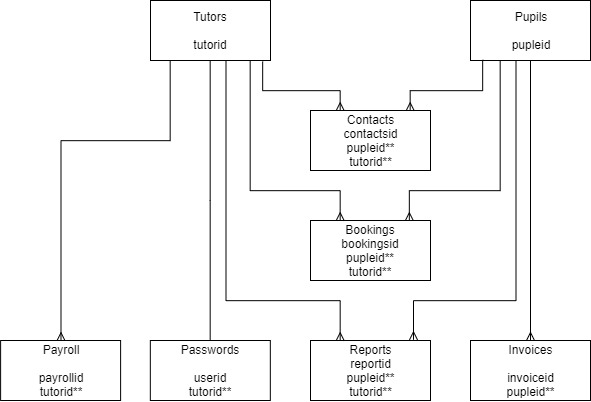 Tutors
tutorid
Pupils
pupleid
Contacts
contactsid
pupleid**
tutorid**
Bookings
bookingsid
pupleid**
tutorid**
Payroll
payrollid
tutorid**
Passwords
userid
tutorid**
Reports
reportid
pupleid**
tutorid**
Invoices
invoiceid
pupleid**